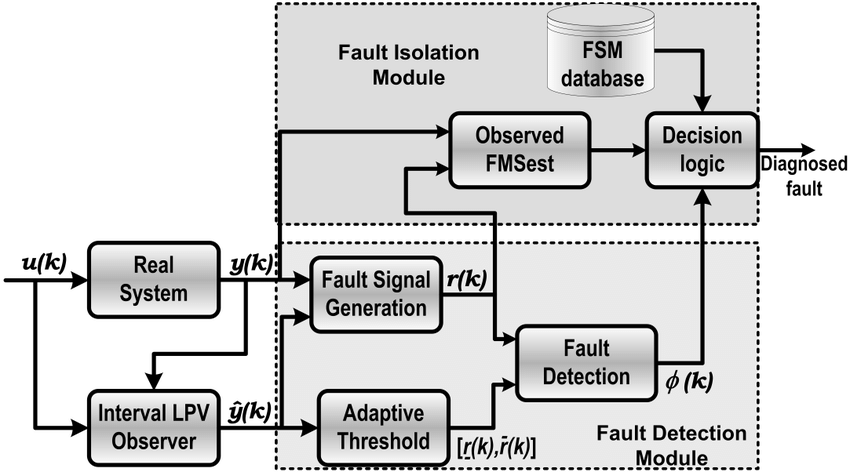 Fault Isolation
Module
FSM
database
Observed
FMSest
Decision
logic
Diagnosed
fault
u(k)
Real
System
y(k)
Fault Signal
Generation
r(k)
Fault
Detection
ϕ(k)
Interval LPV
Observer
ŷ(k)
Adaptive
Threshold
[r̲(k),r̄(k)]
Fault Detection
Module